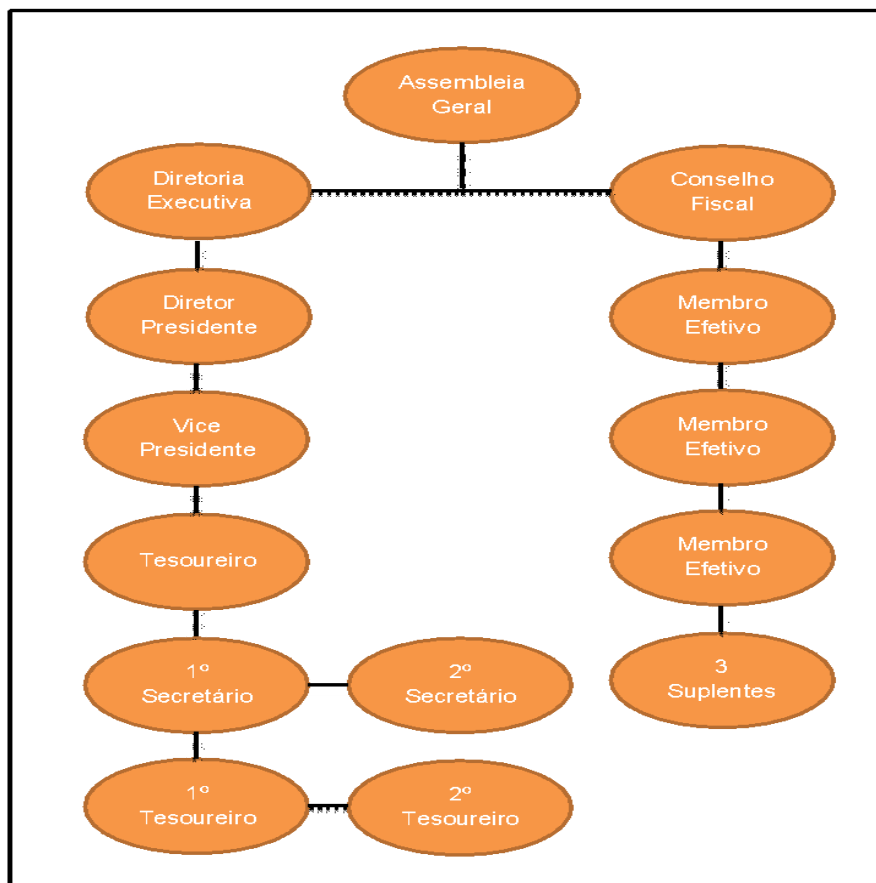 Assembleia
Geral
Diretoria
Executiva
Conselho
Fiscal
Diretor
Presidente
Membro
Efetivo
Vice
Presidente
Membro
Efetivo
Tesoureiro
Membro
Efetivo
1º
Secretário
2º
Secretário
3
Suplentes
1º
Tesoureiro
2º
Tesoureiro